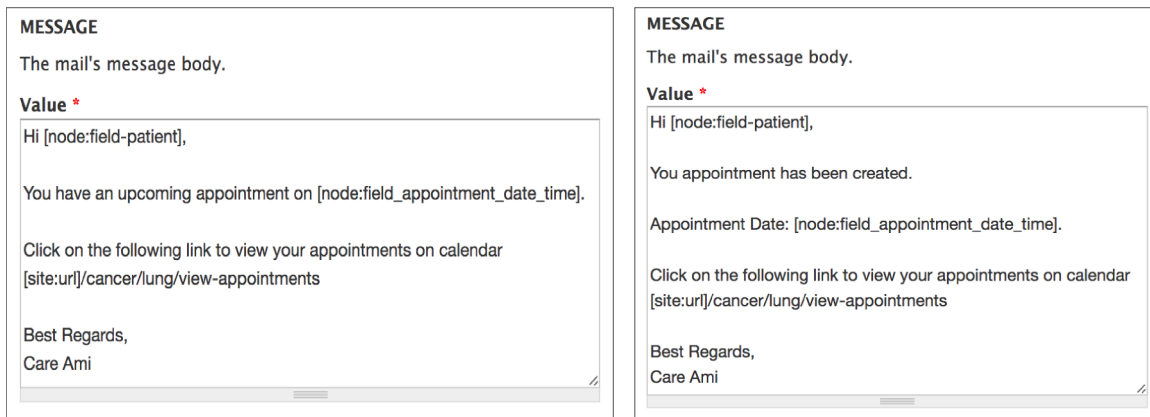 MESSAGE
The mail's message body.
Value *
Hi [node:field-patient],
You have an upcoming appointment on [node:field_appointment_date_time].
Click on the following link to view your appointments on calendar
[site:url]/cancer/lung/view-appointments
Best Regards,
Care Ami
MESSAGE
The mail's message body.
Value *
Hi [node:field-patient],
You appointment has been created.
Appointment Date: [node:field_appointment_date_time].
Click on the following link to view your appointments on calendar
[site:url]/cancer/lung/view-appointments
Best Regards,
Care Ami